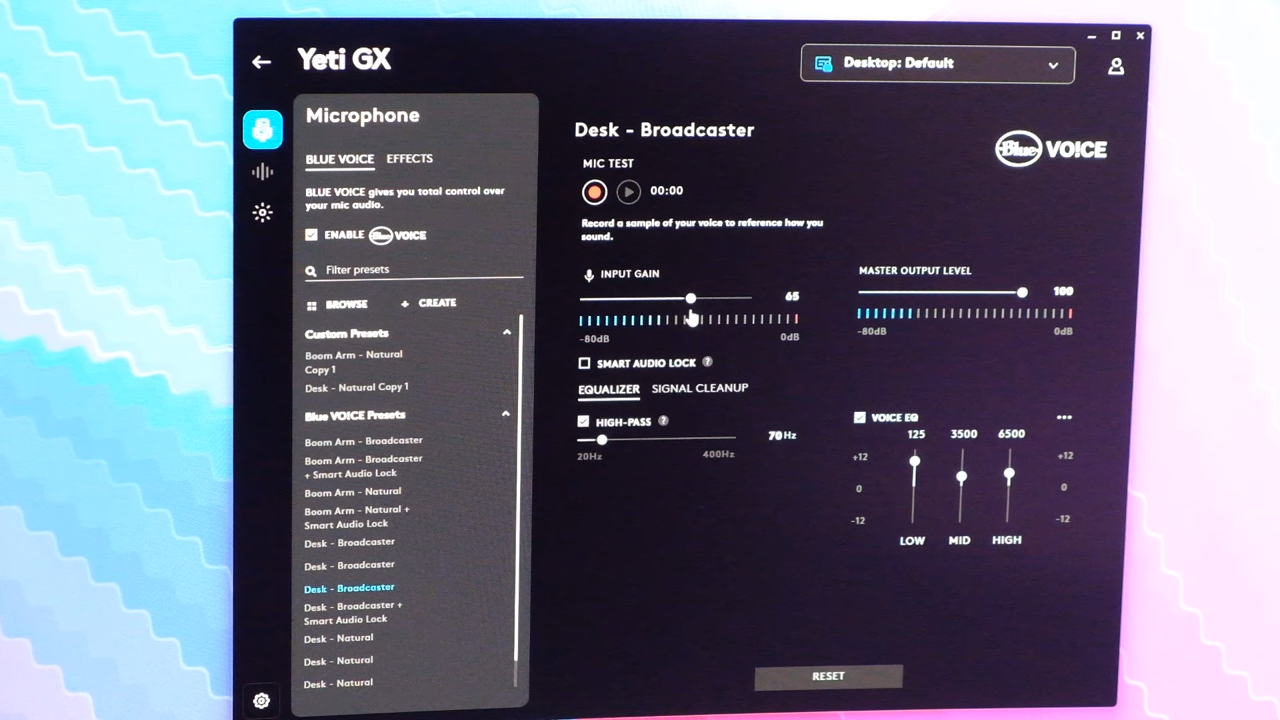 Yeti GX
Desktop: Default
Microphone
BLUE VOICE EFFECTS
BLUE VOICE gives you total control over
your mic audio.
ENABLE Blue VOICE
Filter presets
BROWSE + CREATE
Custom Presets
Boom Arm - Natural
Copy 1
Desk - Natural Copy 1
Blue VOICE Presets
Boom Arm - Broadcaster
Boom Arm - Broadcaster
+ Smart Audio Lock
Boom Arm - Natural
Boom Arm - Natural +
Smart Audio Lock
Desk - Broadcaster
Desk - Broadcaster
Desk - Broadcaster
Desk - Broadcaster +
Smart Audio Lock
Desk - Natural
Desk - Natural
Desk - Natural
Desk - Broadcaster
Blue VOICE
MIC TEST
00:00
Record a sample of your voice to reference how you
sound.
INPUT GAIN
65
-80dB 0dB
MASTER OUTPUT LEVEL
100
-80dB 0dB
SMART AUDIO LOCK ?
EQUALIZER SIGNAL CLEANUP
HIGH-PASS ?
70 Hz
20Hz 400Hz
VOICE EQ
125 3500 6500
+12 +12
0 0
-12 -12
LOW MID HIGH
RESET